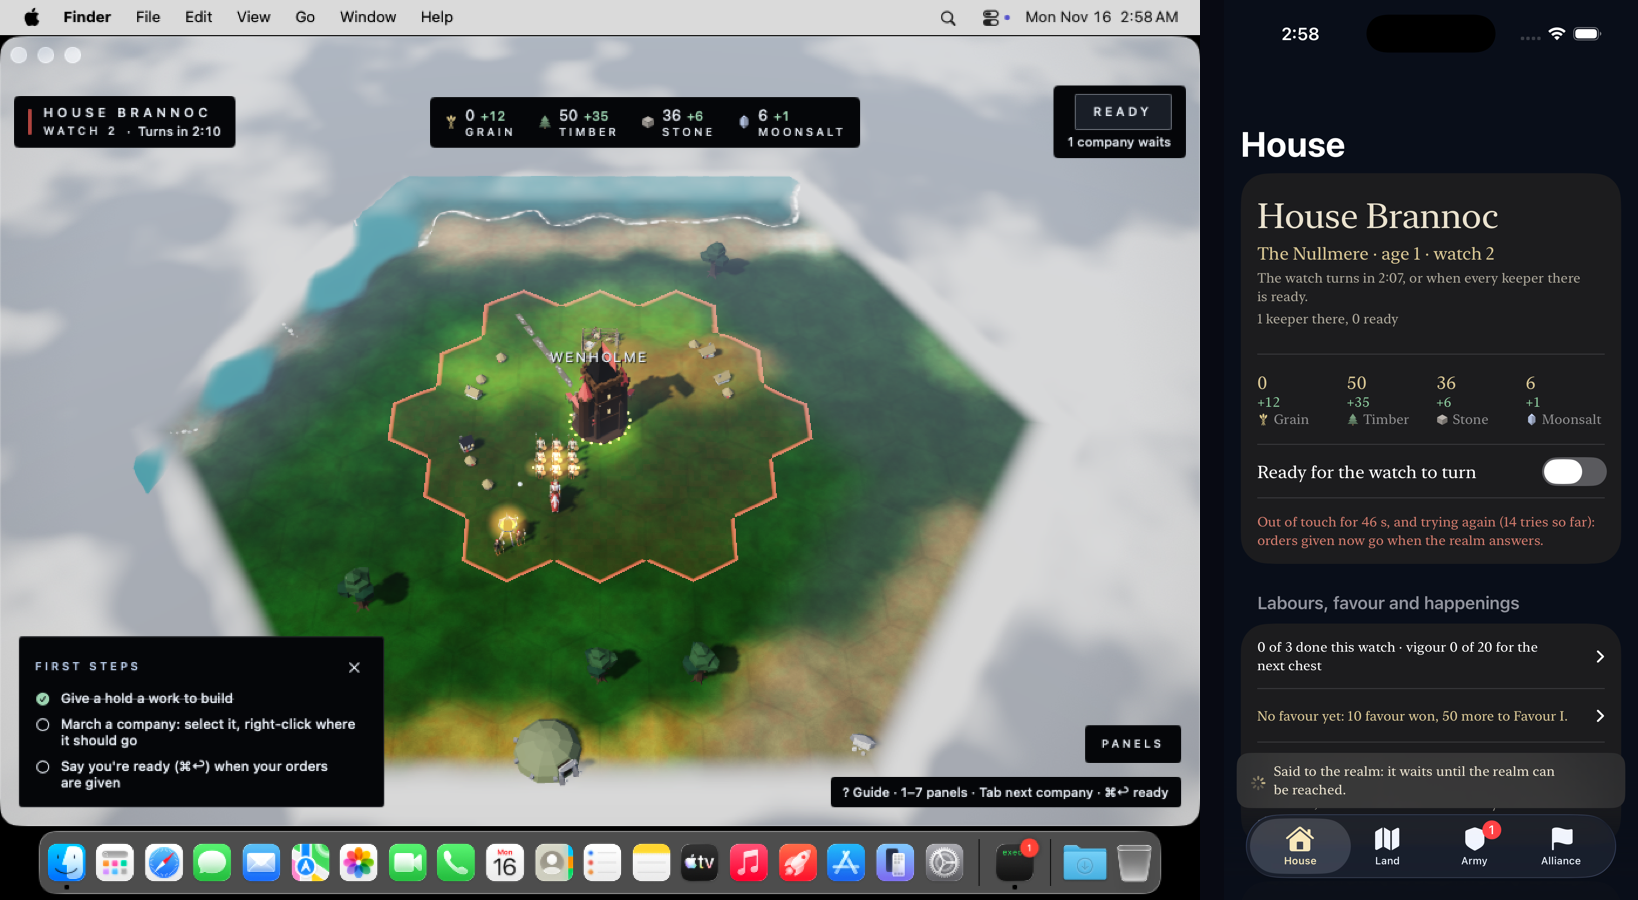 Finder File Edit View Go Window Help
Mon Nov 16 2:58 AM
HOUSE BRANNOC
WATCH 2 · Turns in 2:10
0 +12
GRAIN
50 +35
TIMBER
36 +6
STONE
6 +1
MOONSALT
READY
1 company waits
WENHOLME
FIRST STEPS
Give a hold a work to build
March a company: select it, right-click where
it should go
Say you're ready (⌘⏎) when your orders
are given
PANELS
? Guide · 1–7 panels · Tab next company · ⌘⏎ ready
Mon
16
tv
exec
1
2:58
House
House Brannoc
The Nullmere · age 1 · watch 2
The watch turns in 2:07, or when every keeper there
is ready.
1 keeper there, 0 ready
0 50 36 6
+12 +35 +6 +1
Grain Timber Stone Moonsalt
Ready for the watch to turn
Out of touch for 46 s, and trying again (14 tries so far):
orders given now go when the realm answers.
Labours, favour and happenings
0 of 3 done this watch · vigour 0 of 20 for the
next chest
No favour yet: 10 favour won, 50 more to Favour I.
Said to the realm: it waits until the realm can
be reached.
1
House Land Army Alliance